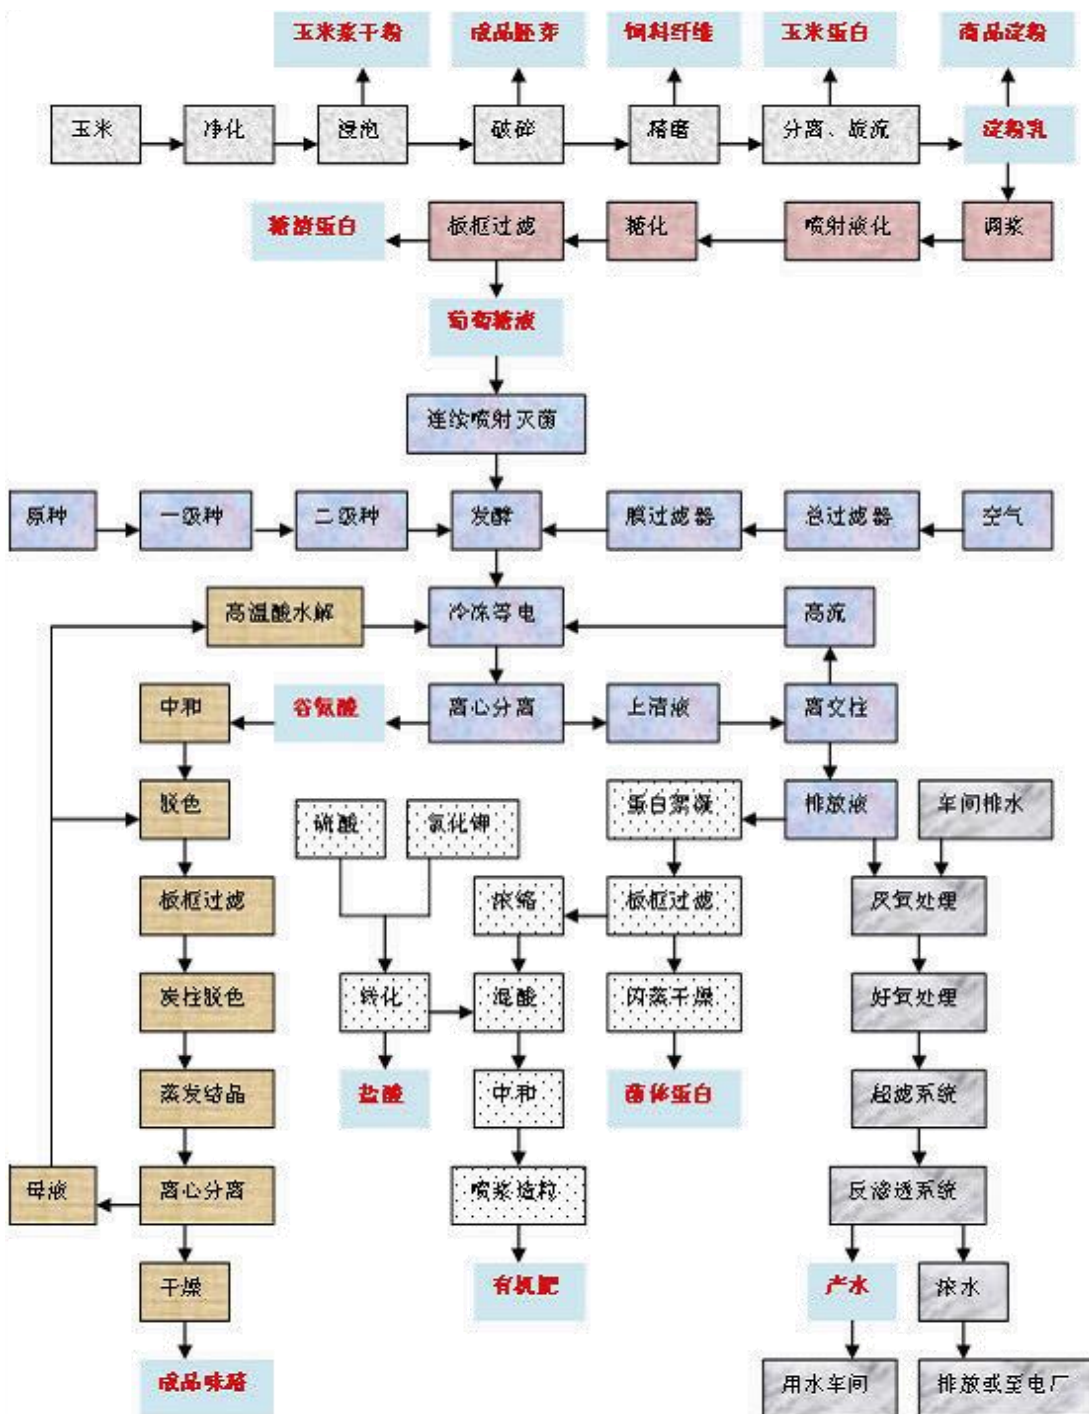 玉米浆干粉
成品胚芽
饲料纤维
玉米蛋白
商品淀粉
玉米
净化
浸泡
破碎
精磨
分离、旋流
淀粉乳
糖渣蛋白
板框过滤
糖化
喷射液化
调浆
葡萄糖液
连续喷射灭菌
原种
一级种
二级种
发酵
膜过滤器
总过滤器
空气
高温酸水解
冷冻等电
高流
中和
谷氨酸
离心分离
上清液
离交柱
脱色
硫酸
氯化钾
蛋白絮凝
排放液
车间排水
板框过滤
浓缩
板框过滤
厌氧处理
炭柱脱色
转化
混酸
闪蒸干燥
好氧处理
蒸发结晶
盐酸
中和
菌体蛋白
超滤系统
母液
离心分离
喷浆造粒
反渗透系统
干燥
有机肥
产水
浓水
成品味精
用水车间
排放或至电厂